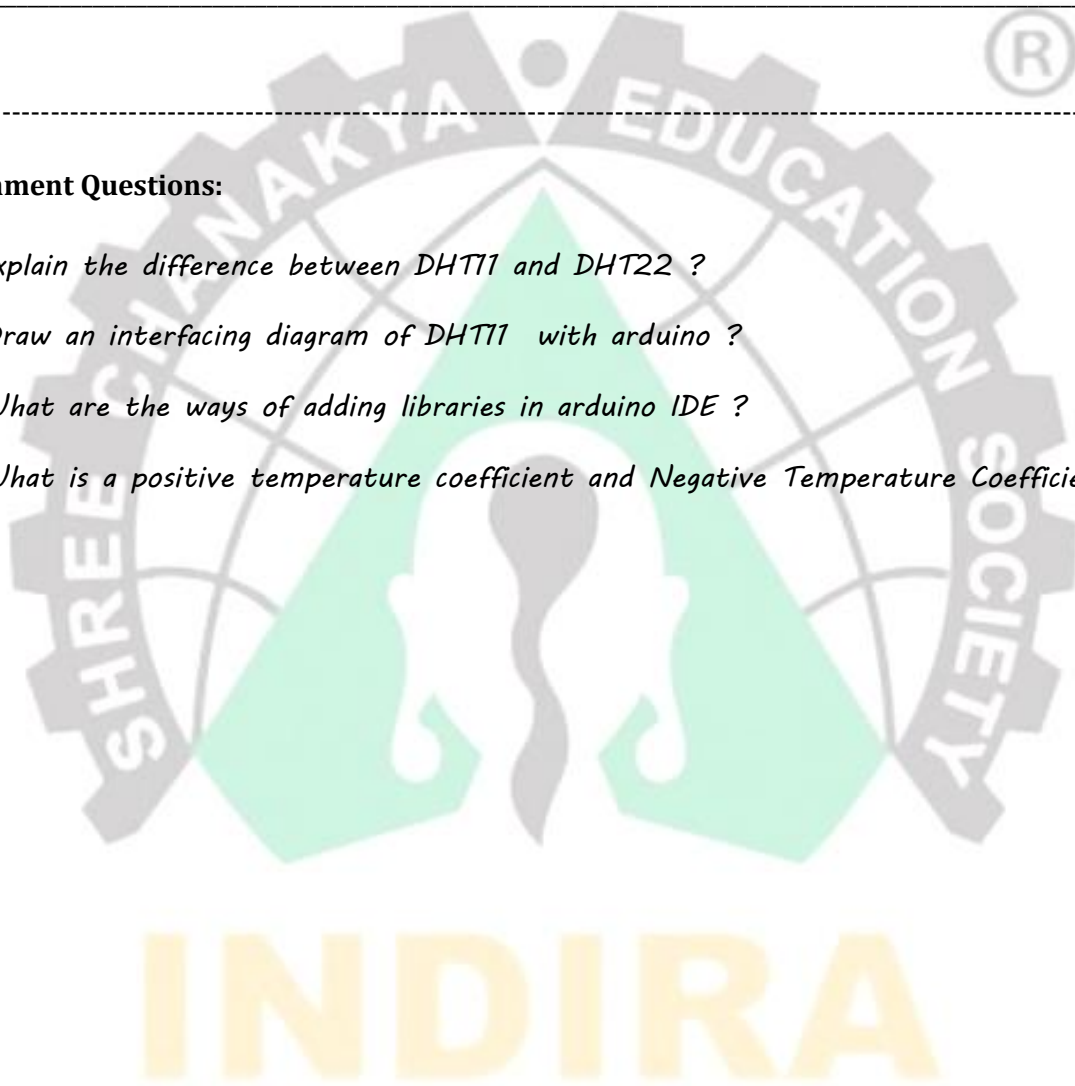 SHREE CHANAKYA EDUCATION SOCIETY
®
nment Questions:
xplain the difference between DHT11 and DHT22 ?
Draw an interfacing diagram of DHT11 with arduino ?
What are the ways of adding libraries in arduino IDE ?
What is a positive temperature coefficient and Negative Temperature Coefficie
INDIRA